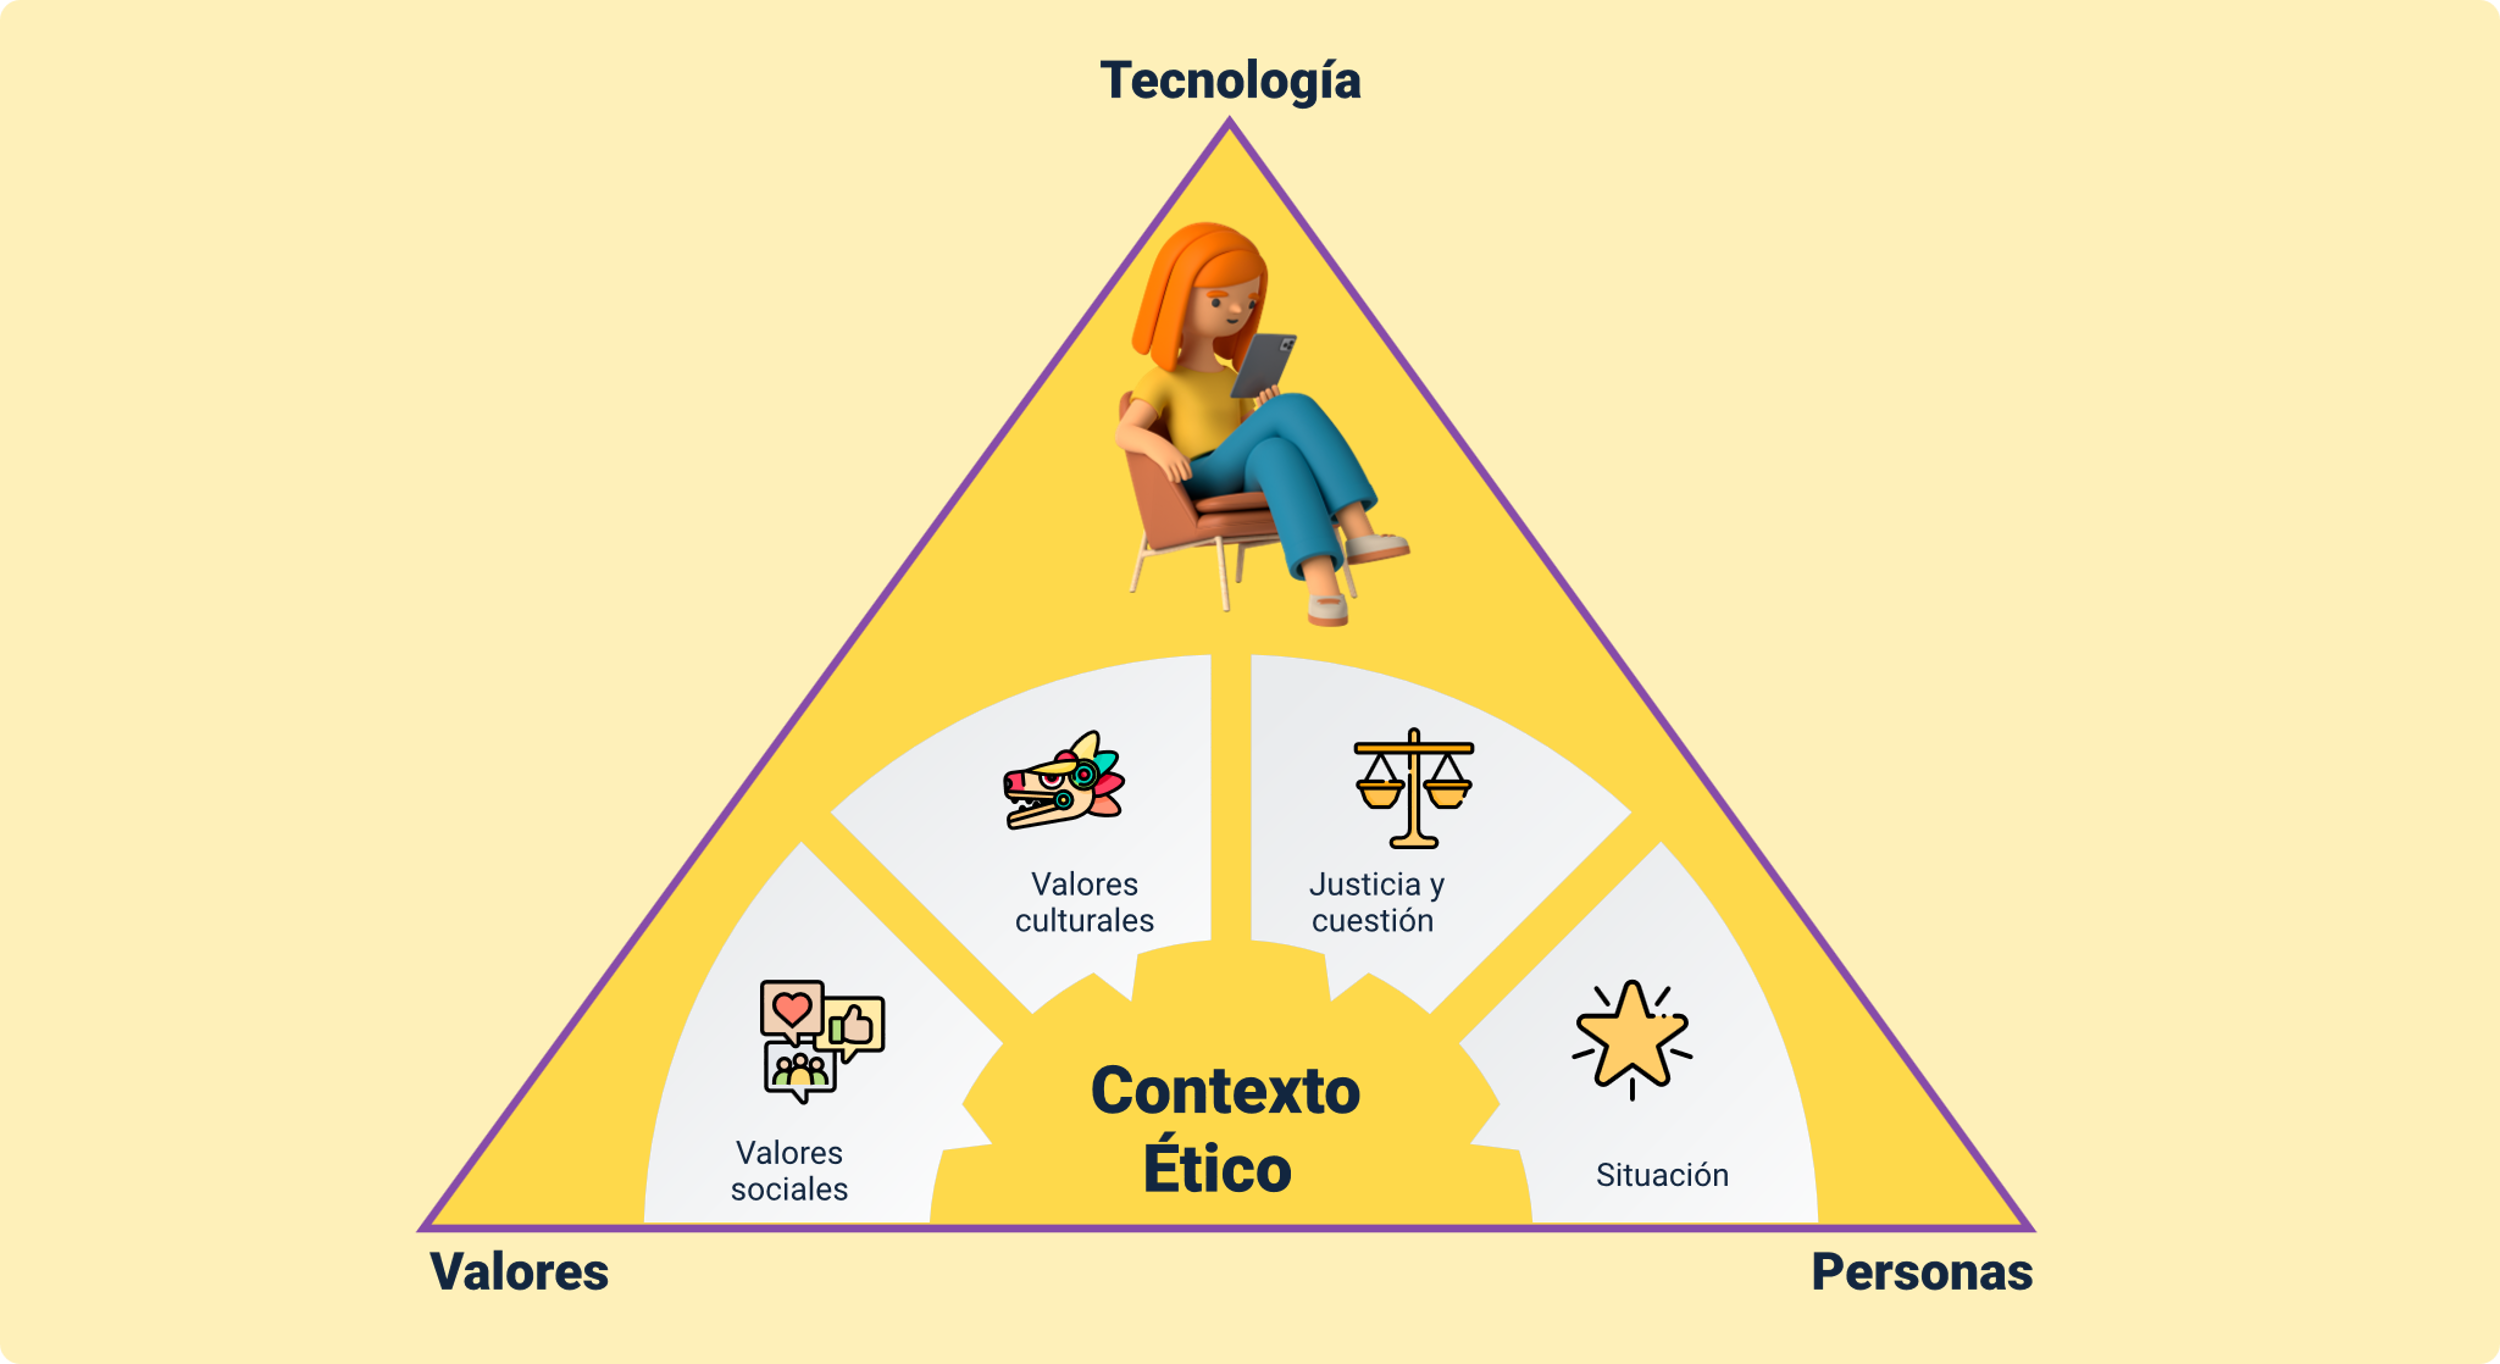 Tecnología
Valores
culturales
Justicia y
cuestión
Valores
sociales
Contexto
Ético
Situación
Valores
Personas